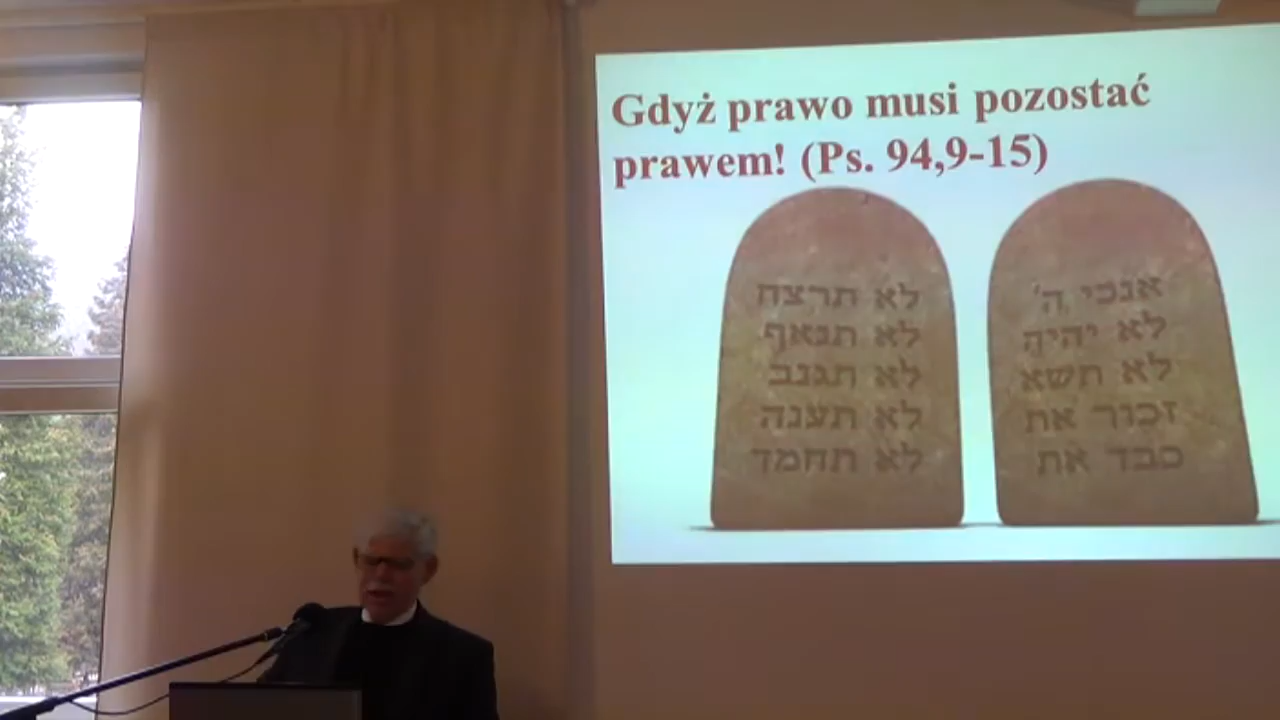 Gdyż prawo musi pozostać
prawem! (Ps. 94,9-15)
אנכי ה'
לא יהיה
לא תשא
זכור את
כבד את
לא תרצח
לא תנאף
לא תגנב
לא תענה
לא תחמד